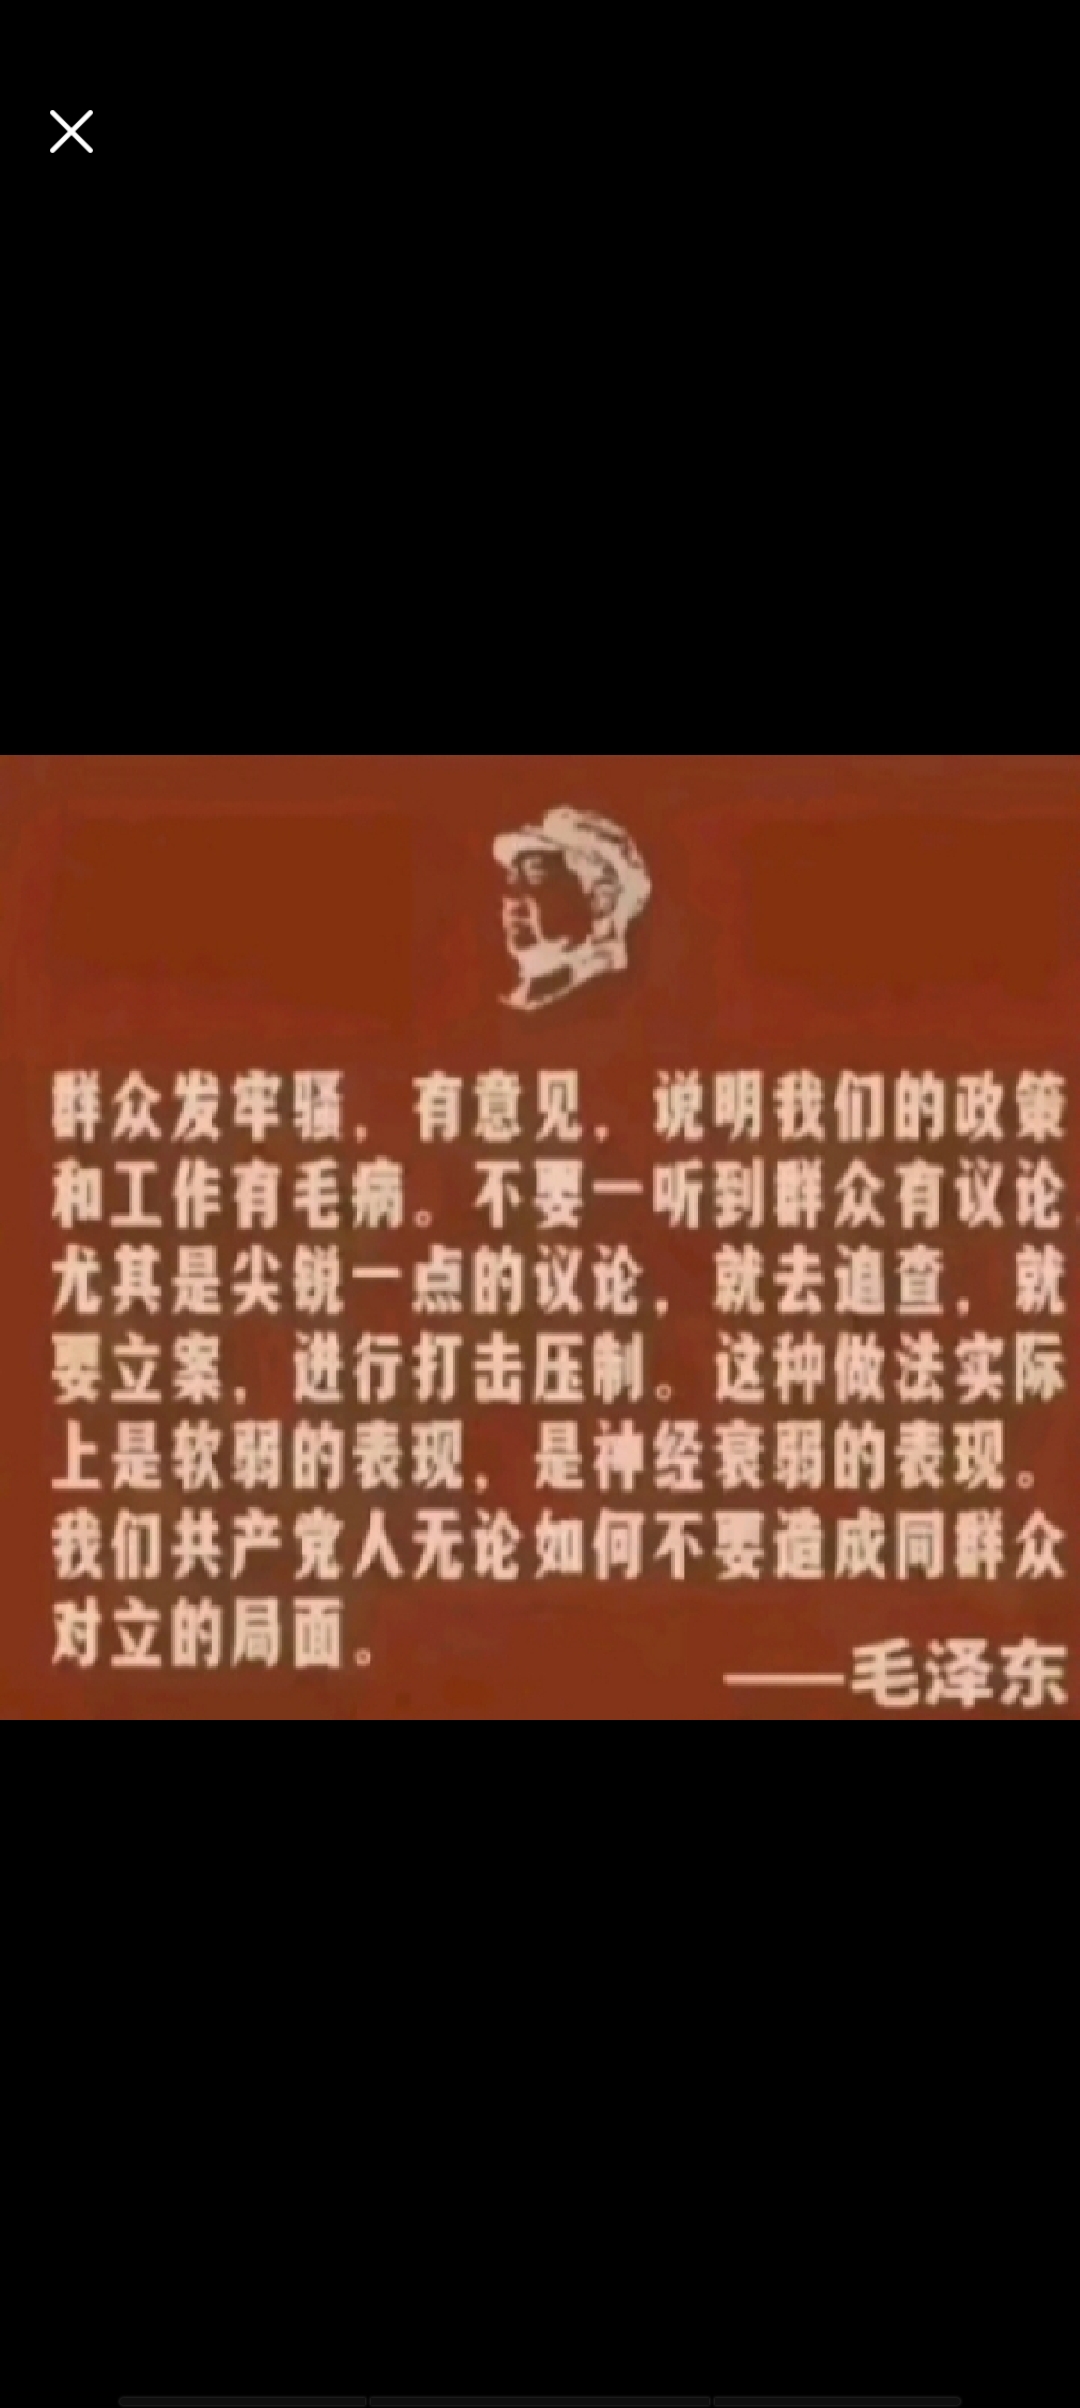 群众发牢骚，有意见，说明我们的政策
和工作有毛病。不要一听到群众有议论，
尤其是尖锐一点的议论，就去追查，就
要立案，进行打击压制。这种做法实际
上是软弱的表现，是神经衰弱的表现。
我们共产党人无论如何不要造成同群众
对立的局面。
——毛泽东